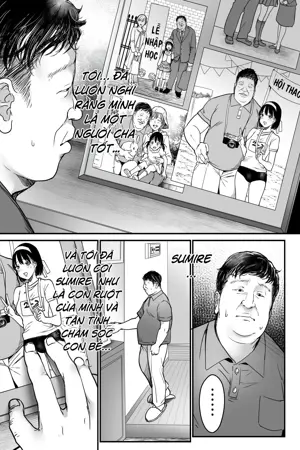 LỄ
NHẬP
HỌC
HỘI THAO
TÔI... ĐÃ
LUÔN NGHĨ
RẰNG MÌNH
LÀ MỘT
NGƯỜI CHA
TỐT...
SUMIRE
...
VÀ TÔI ĐÃ
LUÔN COI
SUMIRE NHƯ
LÀ CON RUỘT
CỦA MÌNH VÀ
TẬN TÌNH
CHĂM SÓC
CON BÉ...
......